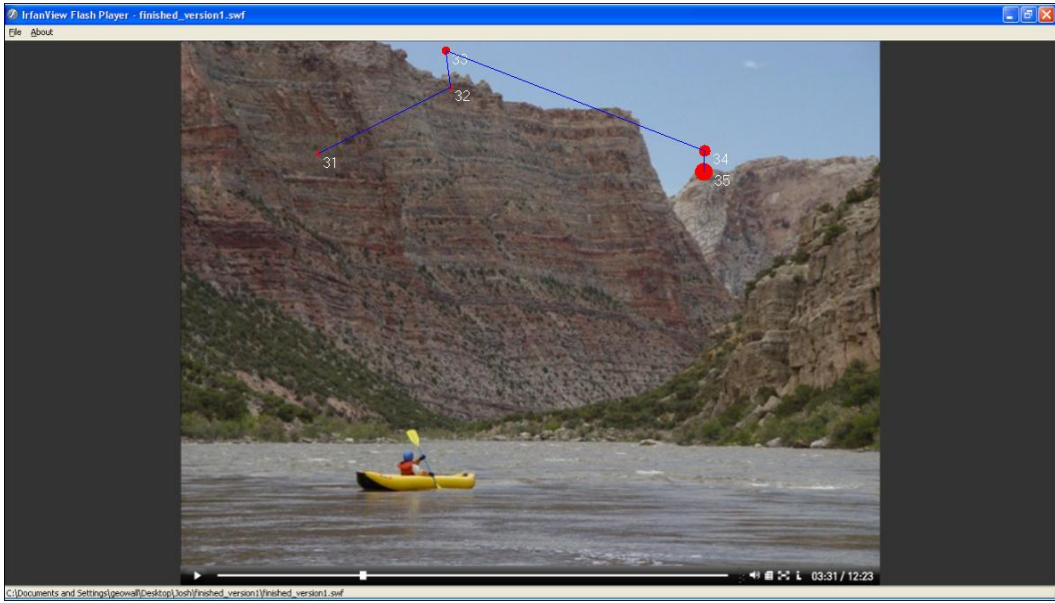 IrfanView Flash Player - finished_version1.swf
File About
33
32
31
34
35
03:31 / 12:23
C:\Documents and Settings\geowall\Desktop\Josh\finished_version1\finished_version1.swf